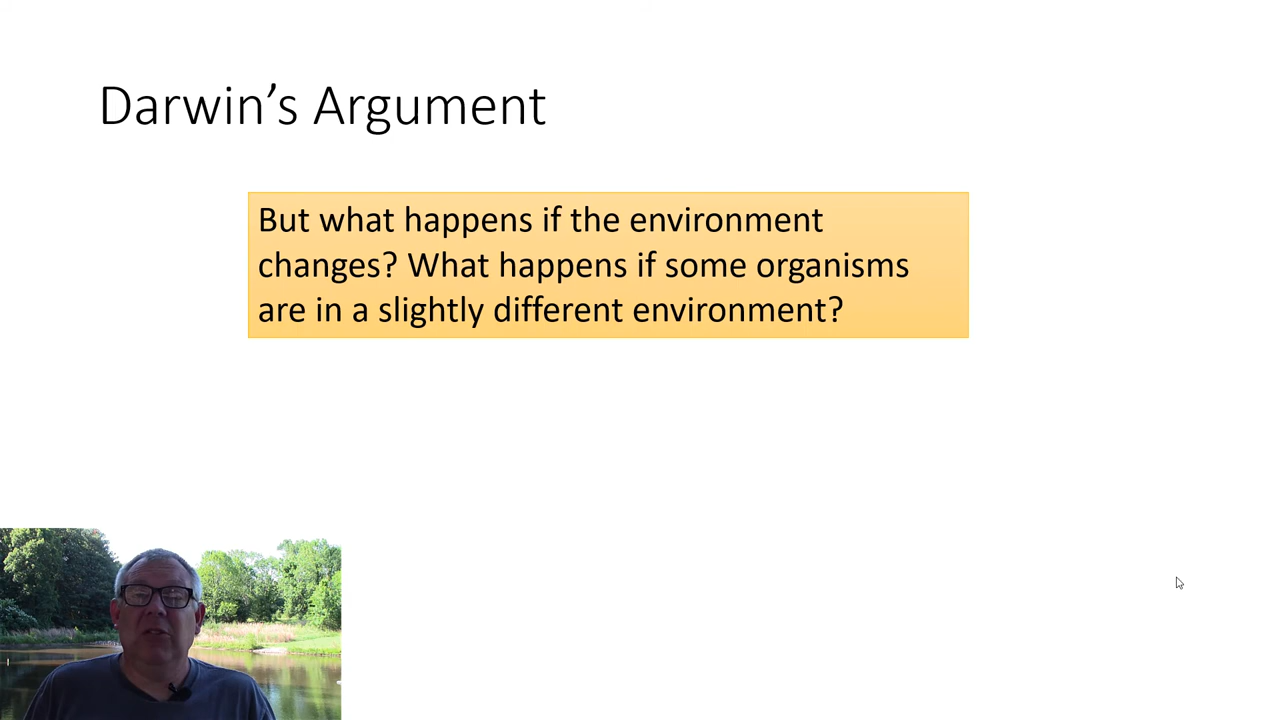 Darwin’s Argument
But what happens if the environment
changes? What happens if some organisms
are in a slightly different environment?